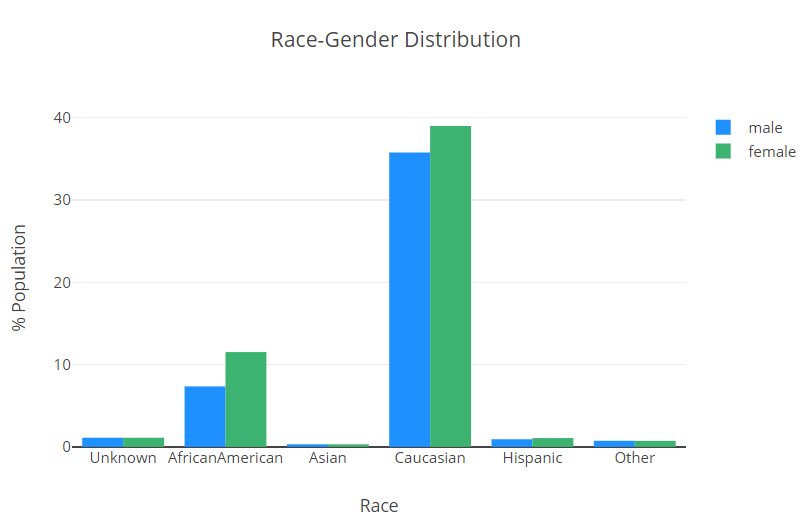 Race-Gender Distribution
male
female
% Population
40
30
20
10
0
Unknown AfricanAmerican Asian Caucasian Hispanic Other
Race